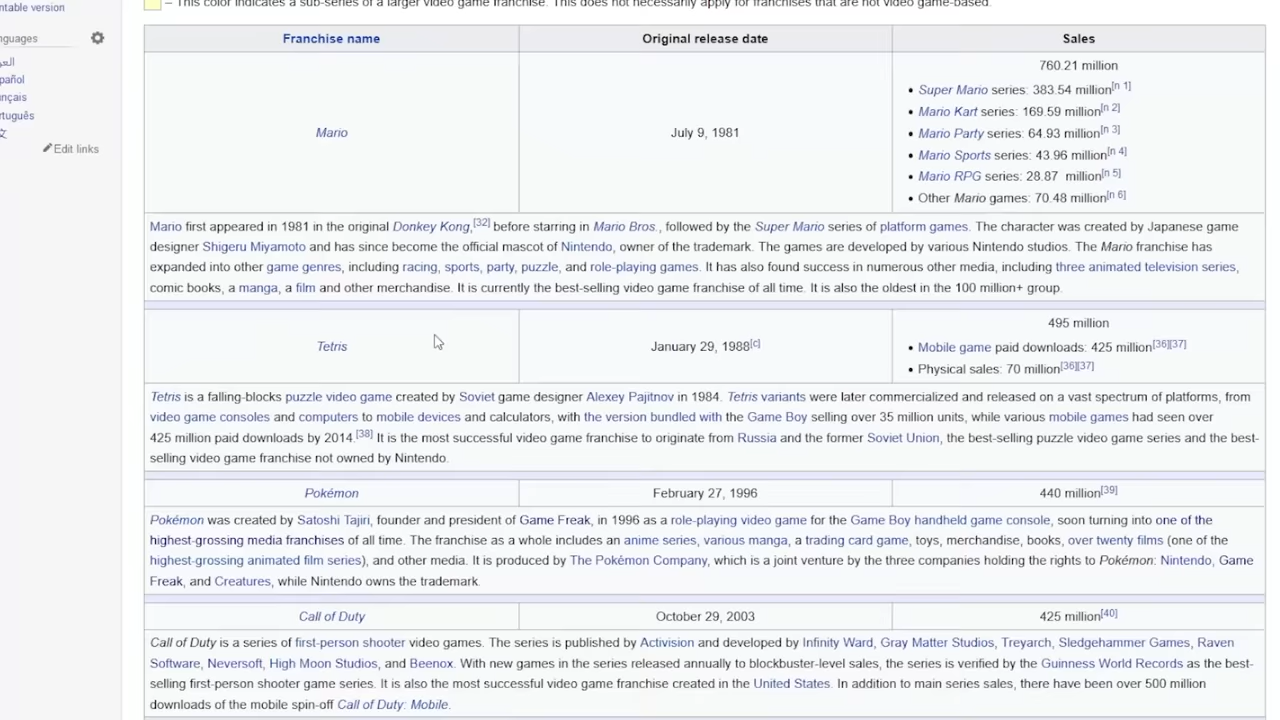 ntable version
nguages
العر
pañol
nçais
rtuguês
文
Edit links
– This color indicates a sub-series of a larger video game franchise. This does not necessarily apply for franchises that are not video game-based.
Franchise name Original release date Sales
Mario July 9, 1981
760.21 million
• Super Mario series: 383.54 million[n 1]
• Mario Kart series: 169.59 million[n 2]
• Mario Party series: 64.93 million[n 3]
• Mario Sports series: 43.96 million[n 4]
• Mario RPG series: 28.87 million[n 5]
• Other Mario games: 70.48 million[n 6]
Mario first appeared in 1981 in the original Donkey Kong,[32] before starring in Mario Bros., followed by the Super Mario series of platform games. The character was created by Japanese game
designer Shigeru Miyamoto and has since become the official mascot of Nintendo, owner of the trademark. The games are developed by various Nintendo studios. The Mario franchise has
expanded into other game genres, including racing, sports, party, puzzle, and role-playing games. It has also found success in numerous other media, including three animated television series,
comic books, a manga, a film and other merchandise. It is currently the best-selling video game franchise of all time. It is also the oldest in the 100 million+ group.
Tetris January 29, 1988[c]
495 million
• Mobile game paid downloads: 425 million[36][37]
• Physical sales: 70 million[36][37]
Tetris is a falling-blocks puzzle video game created by Soviet game designer Alexey Pajitnov in 1984. Tetris variants were later commercialized and released on a vast spectrum of platforms, from
video game consoles and computers to mobile devices and calculators, with the version bundled with the Game Boy selling over 35 million units, while various mobile games had seen over
425 million paid downloads by 2014.[38] It is the most successful video game franchise to originate from Russia and the former Soviet Union, the best-selling puzzle video game series and the best-
selling video game franchise not owned by Nintendo.
Pokémon February 27, 1996 440 million[39]
Pokémon was created by Satoshi Tajiri, founder and president of Game Freak, in 1996 as a role-playing video game for the Game Boy handheld game console, soon turning into one of the
highest-grossing media franchises of all time. The franchise as a whole includes an anime series, various manga, a trading card game, toys, merchandise, books, over twenty films (one of the
highest-grossing animated film series), and other media. It is produced by The Pokémon Company, which is a joint venture by the three companies holding the rights to Pokémon: Nintendo, Game
Freak, and Creatures, while Nintendo owns the trademark.
Call of Duty October 29, 2003 425 million[40]
Call of Duty is a series of first-person shooter video games. The series is published by Activision and developed by Infinity Ward, Gray Matter Studios, Treyarch, Sledgehammer Games, Raven
Software, Neversoft, High Moon Studios, and Beenox. With new games in the series released annually to blockbuster-level sales, the series is verified by the Guinness World Records as the best-
selling first-person shooter game series. It is also the most successful video game franchise created in the United States. In addition to main series sales, there have been over 500 million
downloads of the mobile spin-off Call of Duty: Mobile.